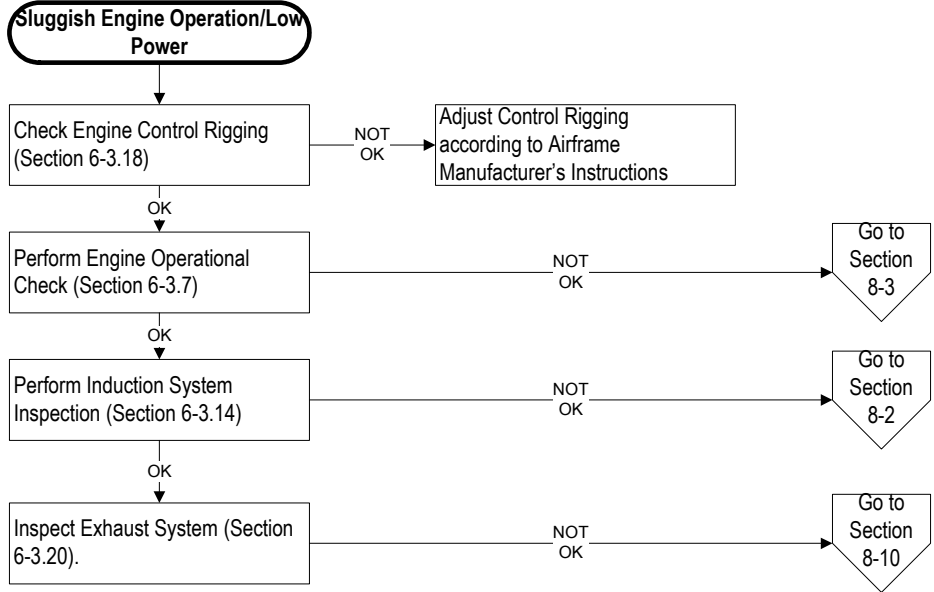 Sluggish Engine Operation/Low
Power
Check Engine Control Rigging
(Section 6-3.18)
NOT
OK
Adjust Control Rigging
according to Airframe
Manufacturer's Instructions
OK
Perform Engine Operational
Check (Section 6-3.7)
NOT
OK
Go to
Section
8-3
OK
Perform Induction System
Inspection (Section 6-3.14)
NOT
OK
Go to
Section
8-2
OK
Inspect Exhaust System (Section
6-3.20).
NOT
OK
Go to
Section
8-10